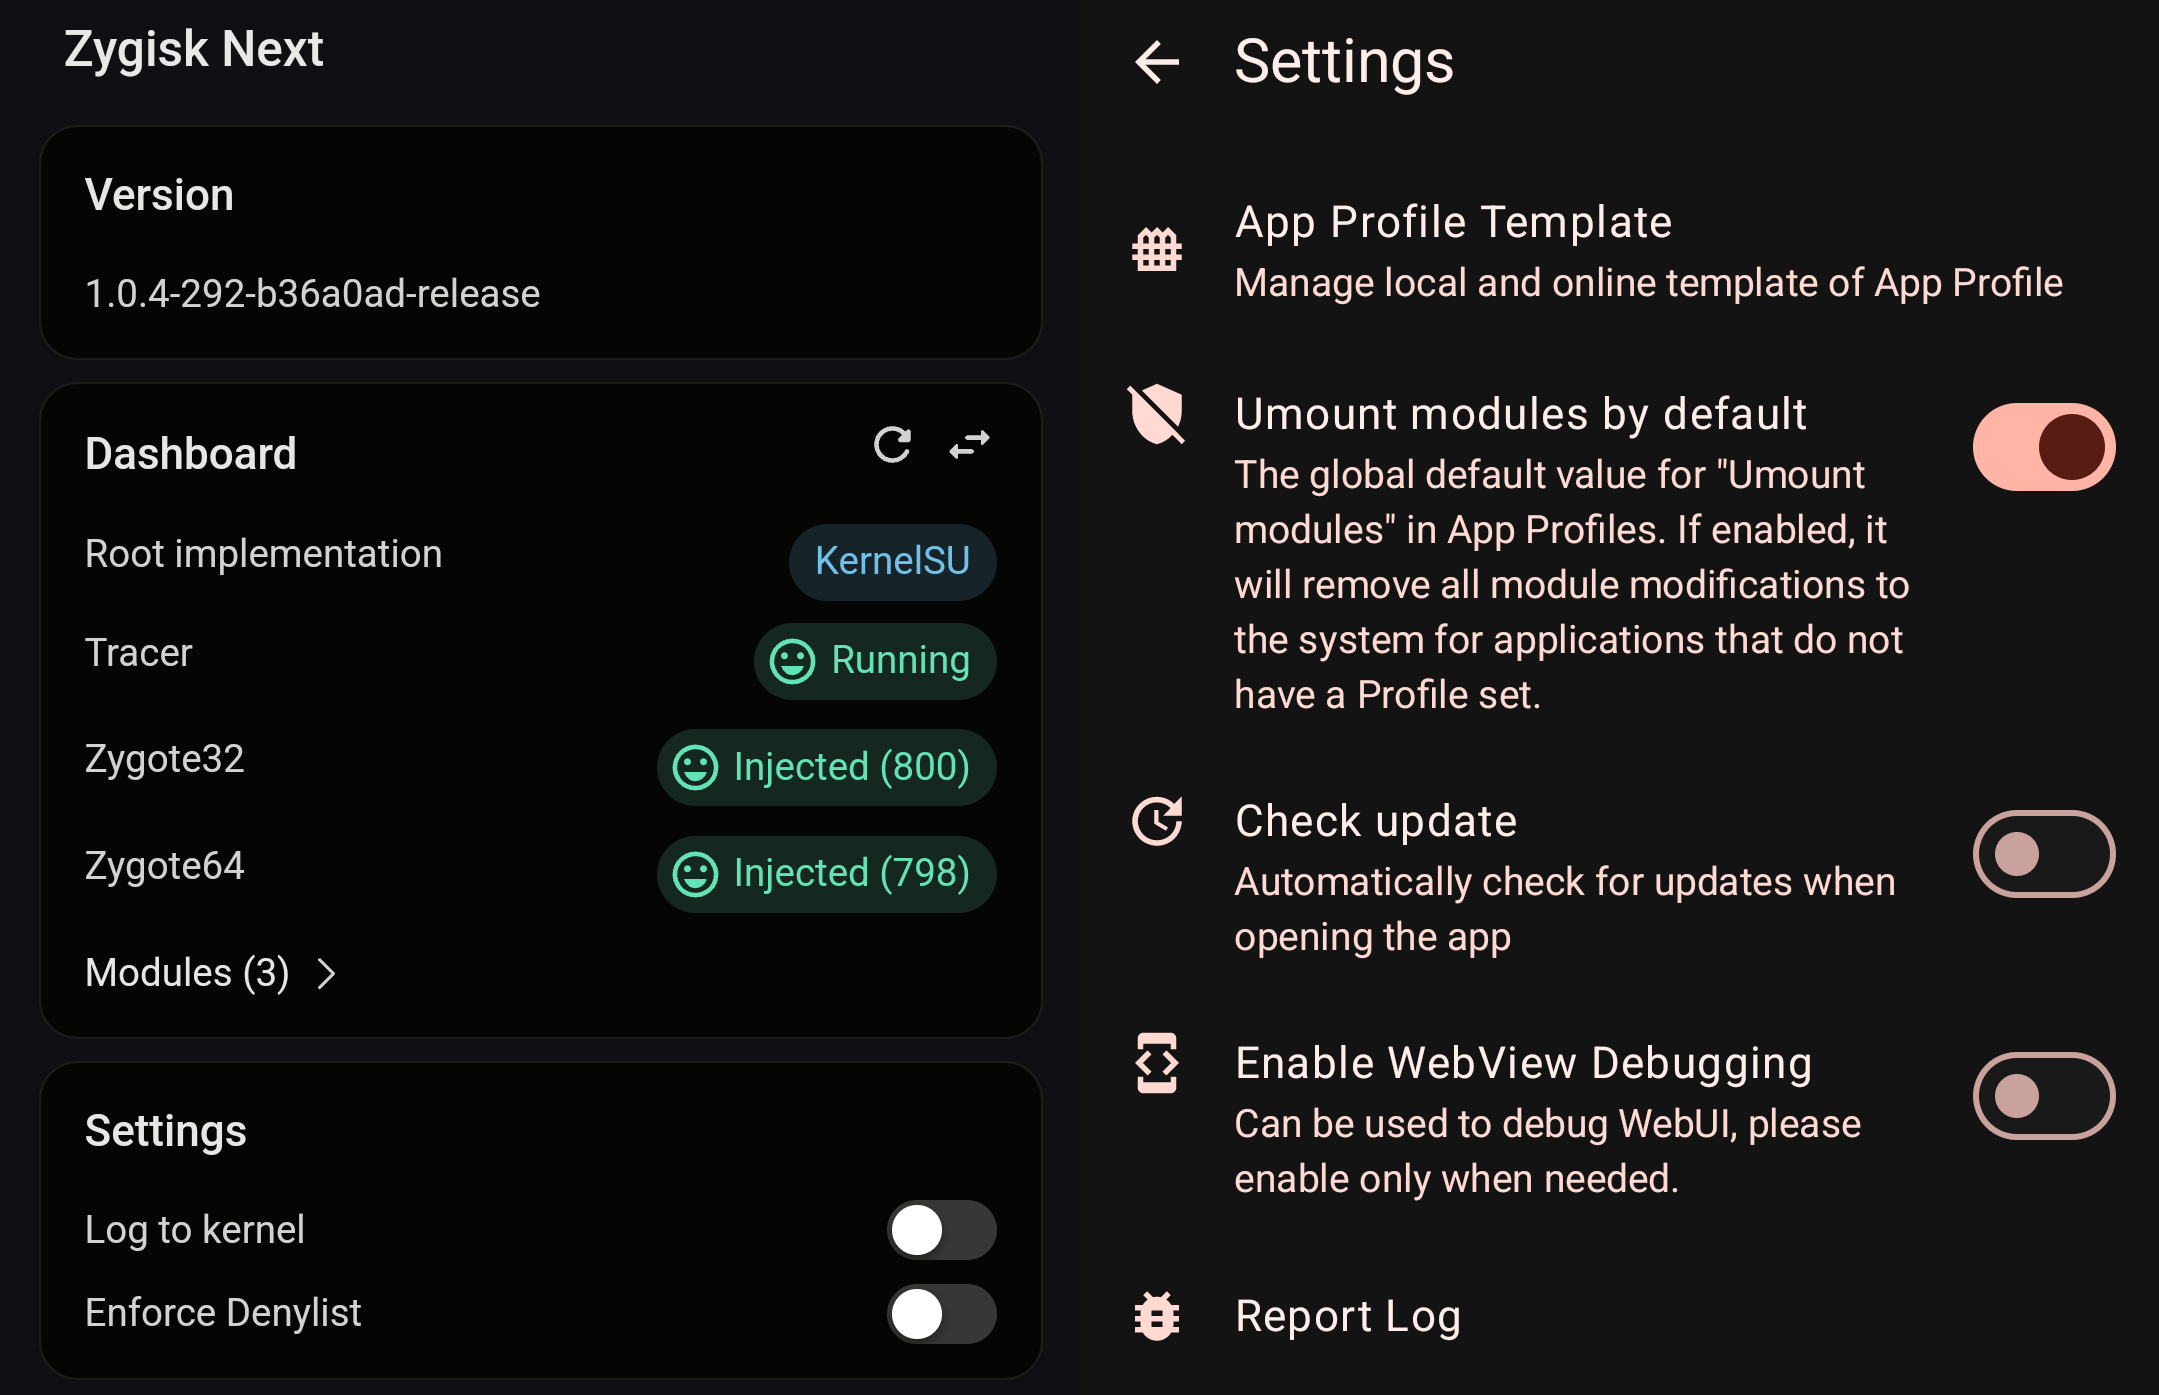 Zygisk Next
Version
1.0.4-292-b36a0ad-release
Dashboard
Root implementation
KernelSU
Tracer
Running
Zygote32
Injected (800)
Zygote64
Injected (798)
Modules (3)
Settings
Log to kernel
Enforce Denylist
Settings
App Profile Template
Manage local and online template of App Profile
Umount modules by default
The global default value for "Umount
modules" in App Profiles. If enabled, it
will remove all module modifications to
the system for applications that do not
have a Profile set.
Check update
Automatically check for updates when
opening the app
Enable WebView Debugging
Can be used to debug WebUI, please
enable only when needed.
Report Log